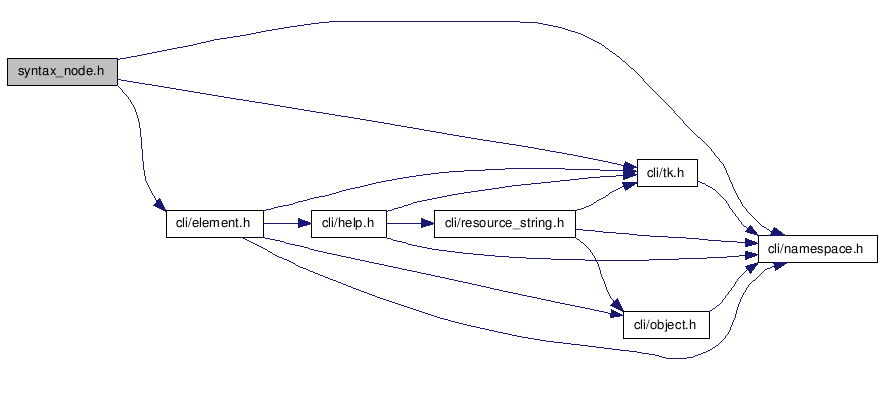 syntax_node.h
cli/tk.h
cli/element.h
cli/help.h
cli/resource_string.h
cli/namespace.h
cli/object.h